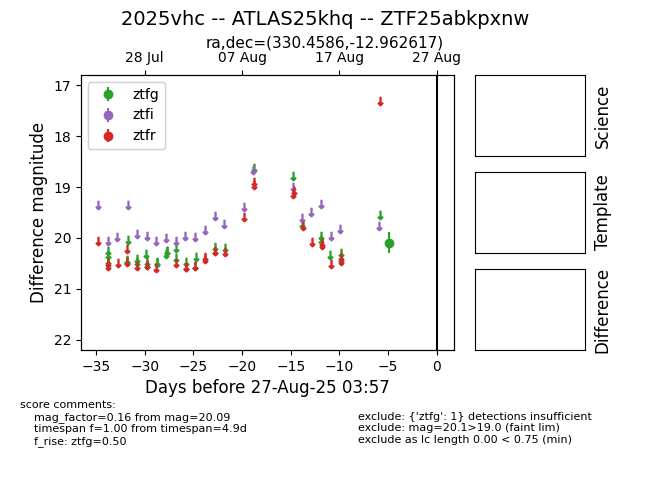 2025vhc -- ATLAS25khq -- ZTF25abkpxnw
ra,dec=(330.4586,-12.962617)
28 Jul 07 Aug 17 Aug 27 Aug
17
18
19
20
21
22
Difference magnitude
ztfg
ztfi
ztfr
−35 −30 −25 −20 −15 −10 −5 0
Days before 27-Aug-25 03:57
Science
Template
Difference
score comments:
mag_factor=0.16 from mag=20.09
timespan f=1.00 from timespan=4.9d
f_rise: ztfg=0.50
exclude: {'ztfg': 1} detections insufficient
exclude: mag=20.1>19.0 (faint lim)
exclude as lc length 0.00 < 0.75 (min)